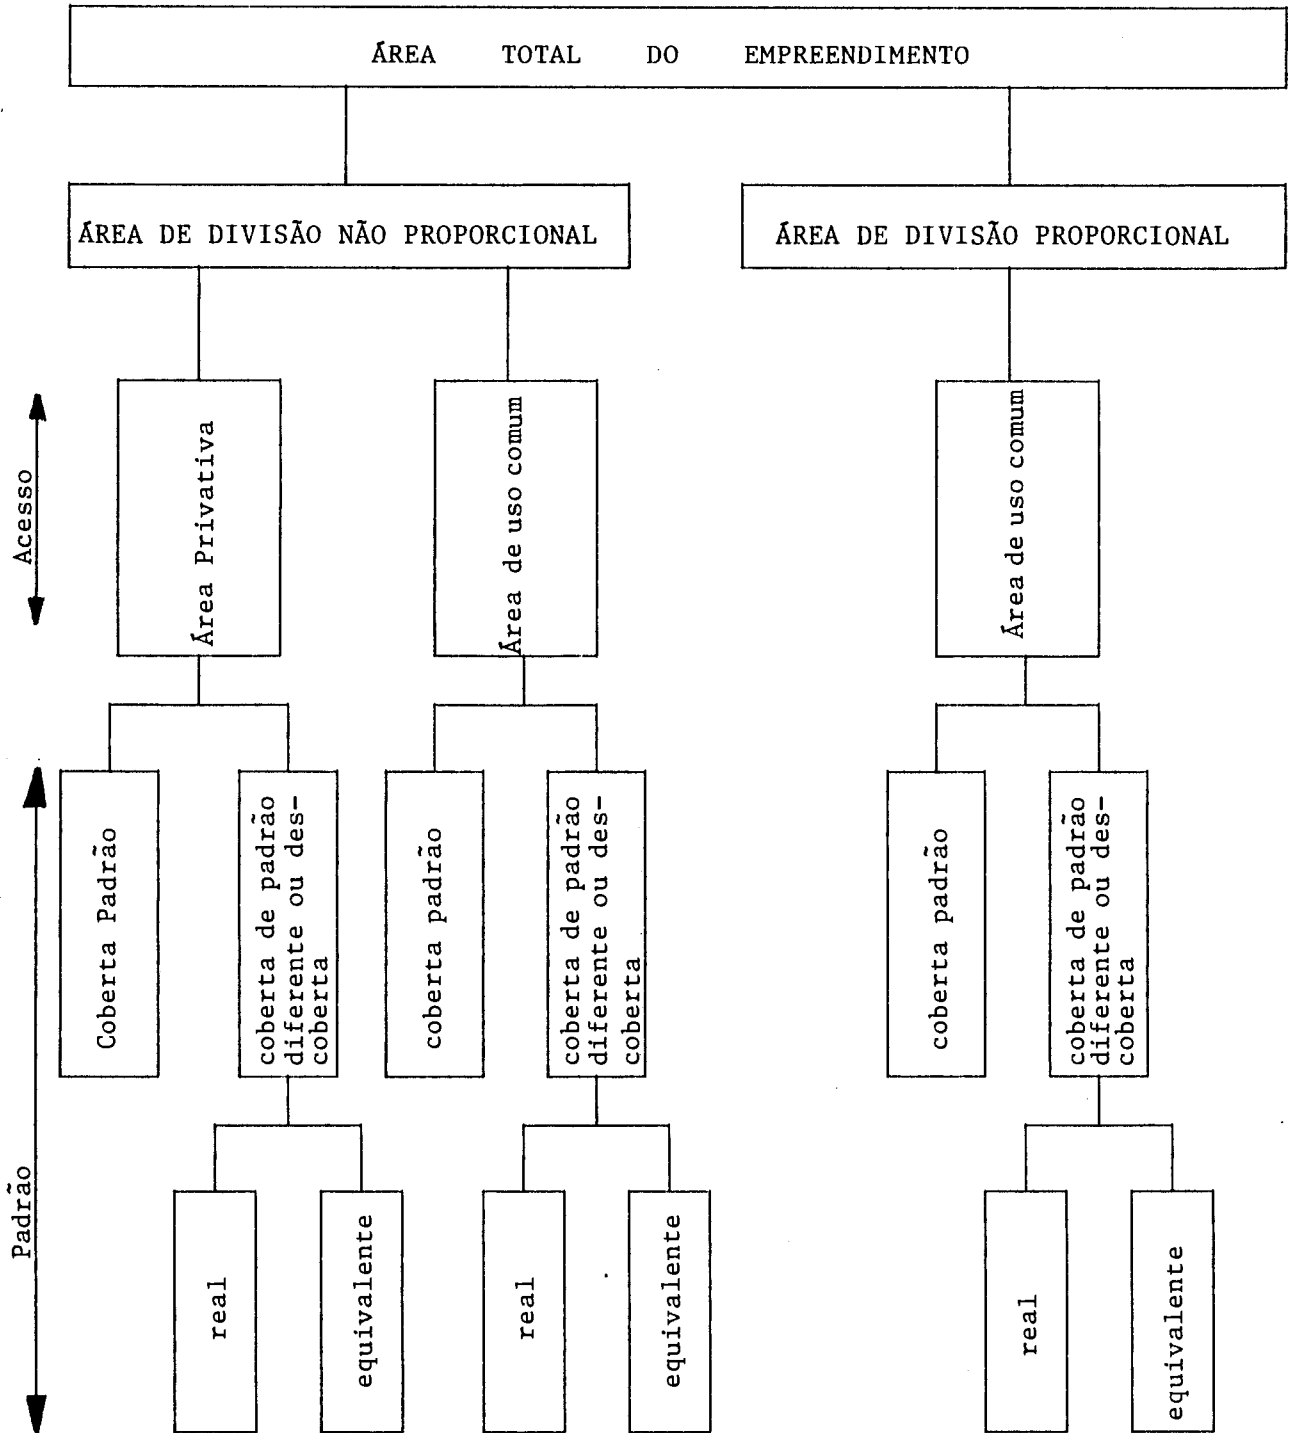 ÁREA TOTAL DO EMPREENDIMENTO
ÁREA DE DIVISÃO NÃO PROPORCIONAL
ÁREA DE DIVISÃO PROPORCIONAL
Acesso
Área Privativa
Área de uso comum
Área de uso comum
Padrão
Coberta Padrão
coberta de padrão
diferente ou des-
coberta
coberta padrão
coberta de padrão
diferente ou des-
coberta
coberta padrão
coberta de padrão
diferente ou des-
coberta
real
equivalente
real
equivalente
real
equivalente